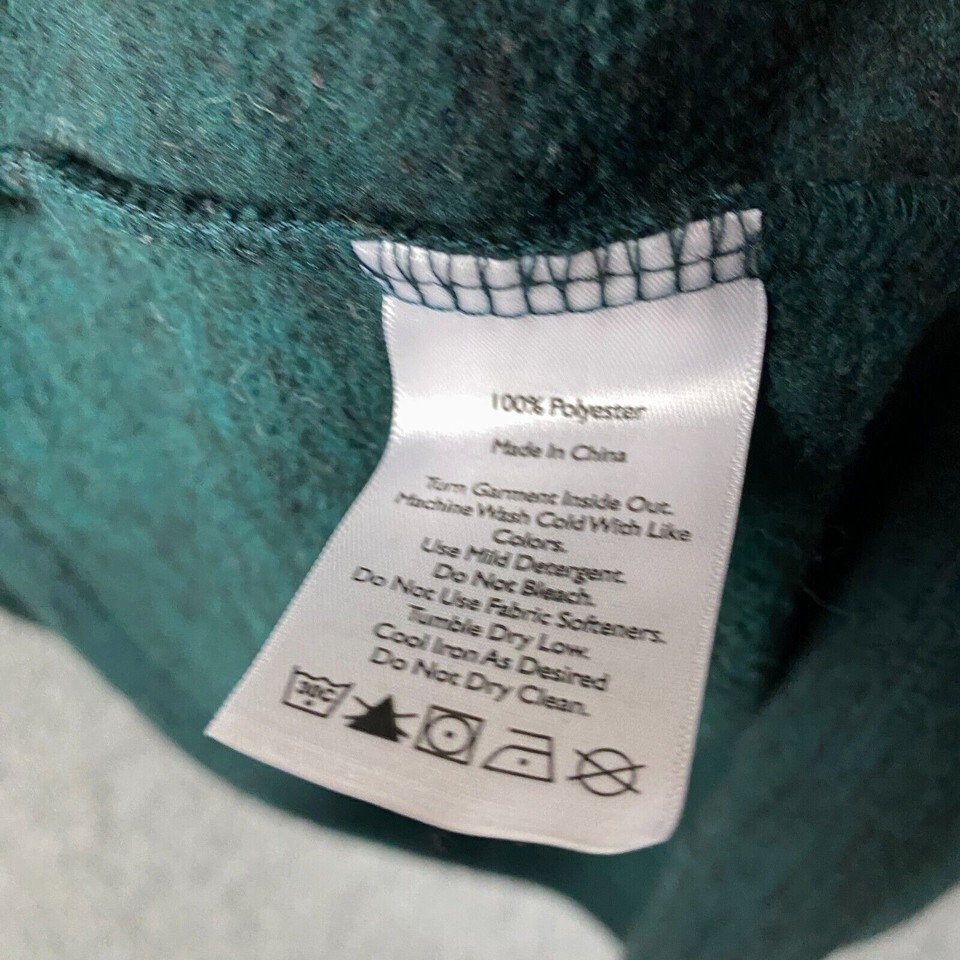 100% Polyester
Made In China
Turn Garment Inside Out.
Machine Wash Cold With Like
Colors.
Use Mild Detergent.
Do Not Bleach.
Do Not Use Fabric Softeners.
Tumble Dry Low.
Cool Iron As Desired
Do Not Dry Clean.
30C